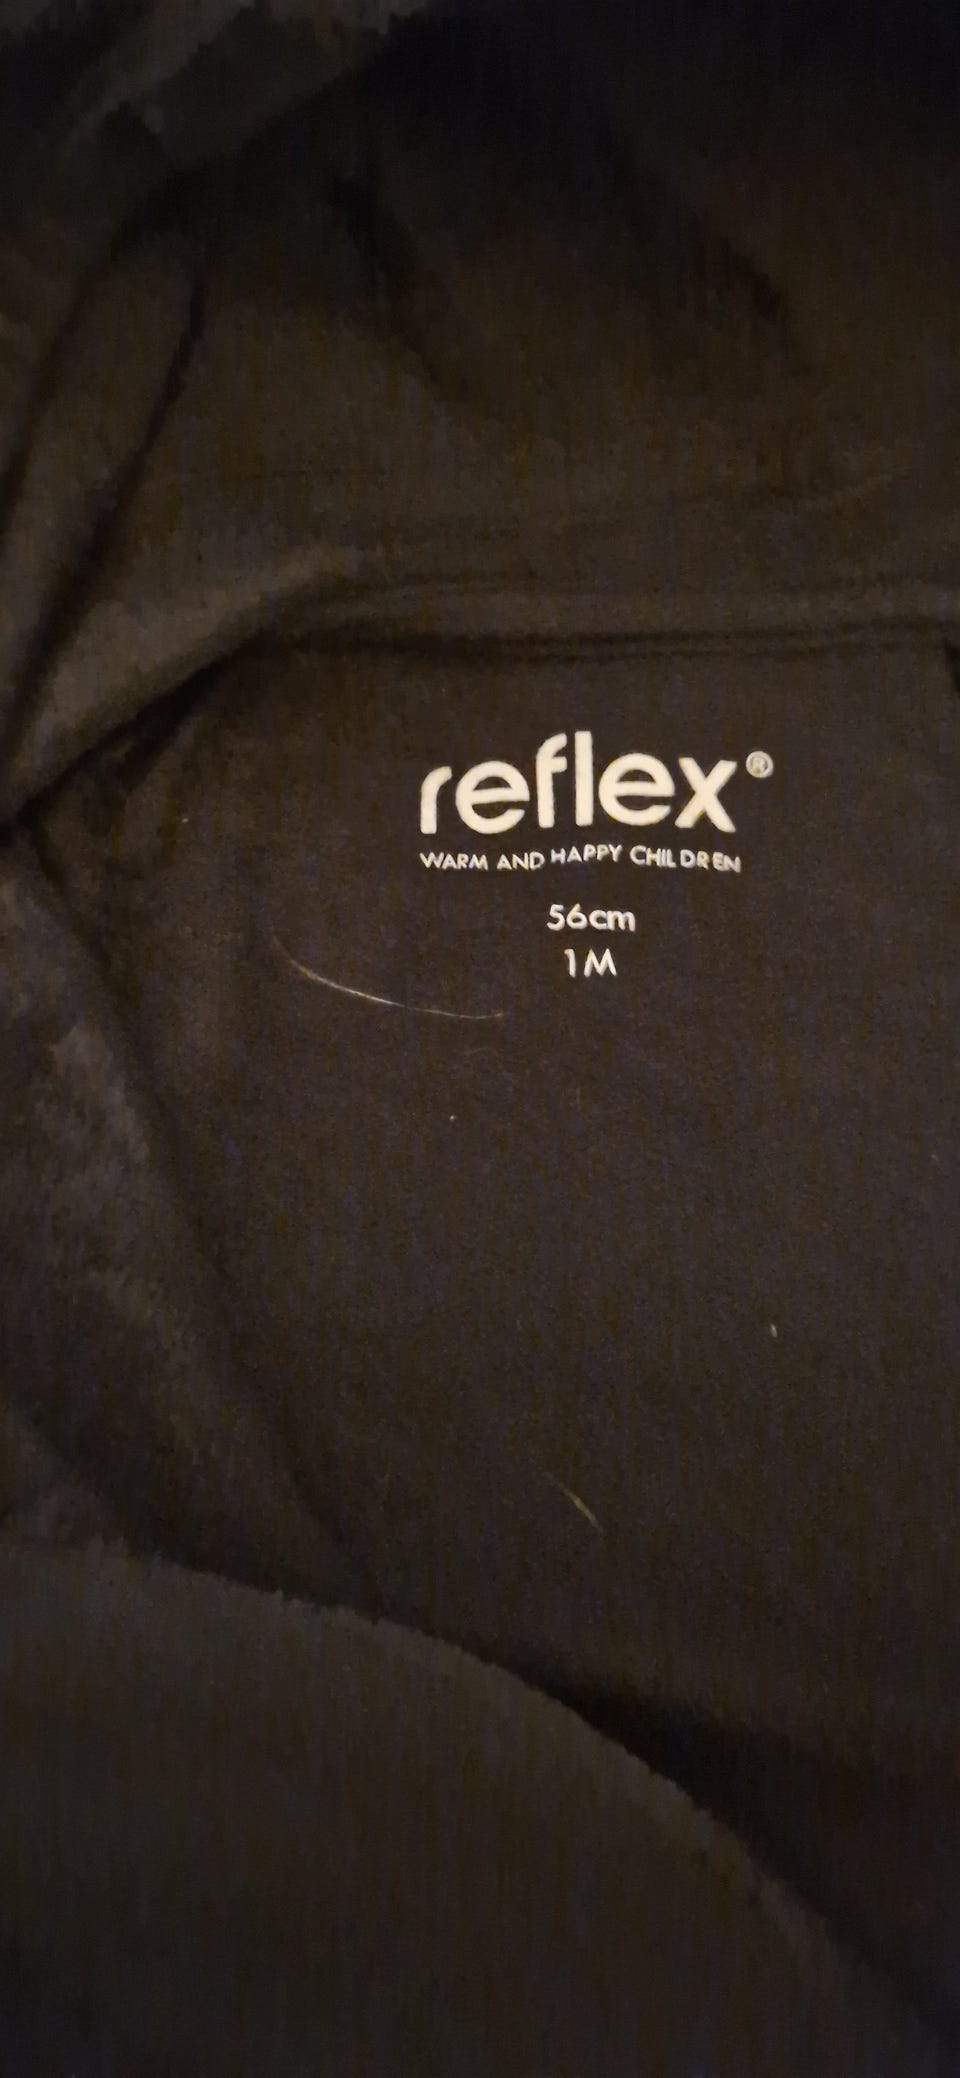 reflex®
WARM AND HAPPY CHILDREN
56cm
1M